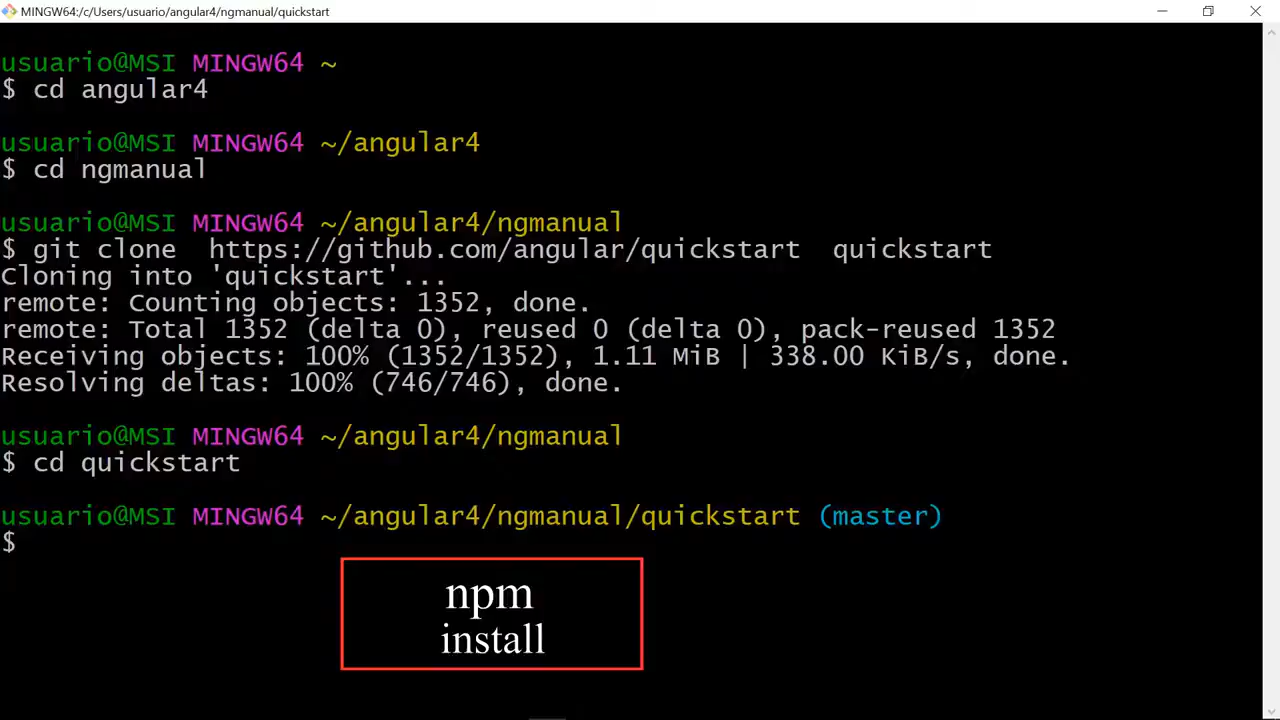 MINGW64:/c/Users/usuario/angular4/ngmanual/quickstart
usuario@MSI MINGW64 ~
$ cd angular4
usuario@MSI MINGW64 ~/angular4
$ cd ngmanual
usuario@MSI MINGW64 ~/angular4/ngmanual
$ git clone  https://github.com/angular/quickstart  quickstart
Cloning into 'quickstart'...
remote: Counting objects: 1352, done.
remote: Total 1352 (delta 0), reused 0 (delta 0), pack-reused 1352
Receiving objects: 100% (1352/1352), 1.11 MiB | 338.00 KiB/s, done.
Resolving deltas: 100% (746/746), done.
usuario@MSI MINGW64 ~/angular4/ngmanual
$ cd quickstart
usuario@MSI MINGW64 ~/angular4/ngmanual/quickstart (master)
$
npm
install